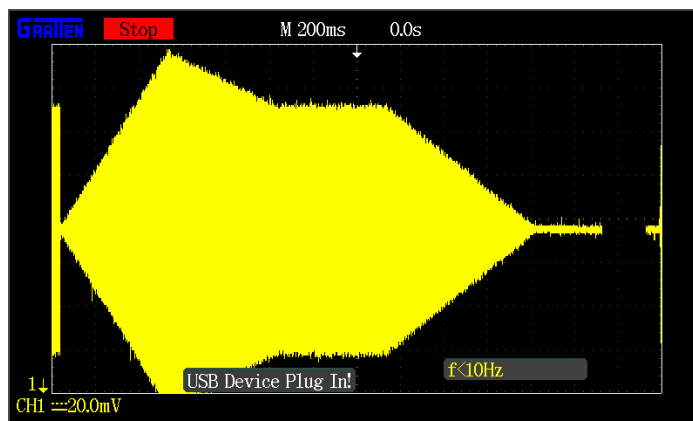 GRATTEN Stop M 200ms 0.0s
USB Device Plug In!
f<10Hz
1
CH1 20.0mV